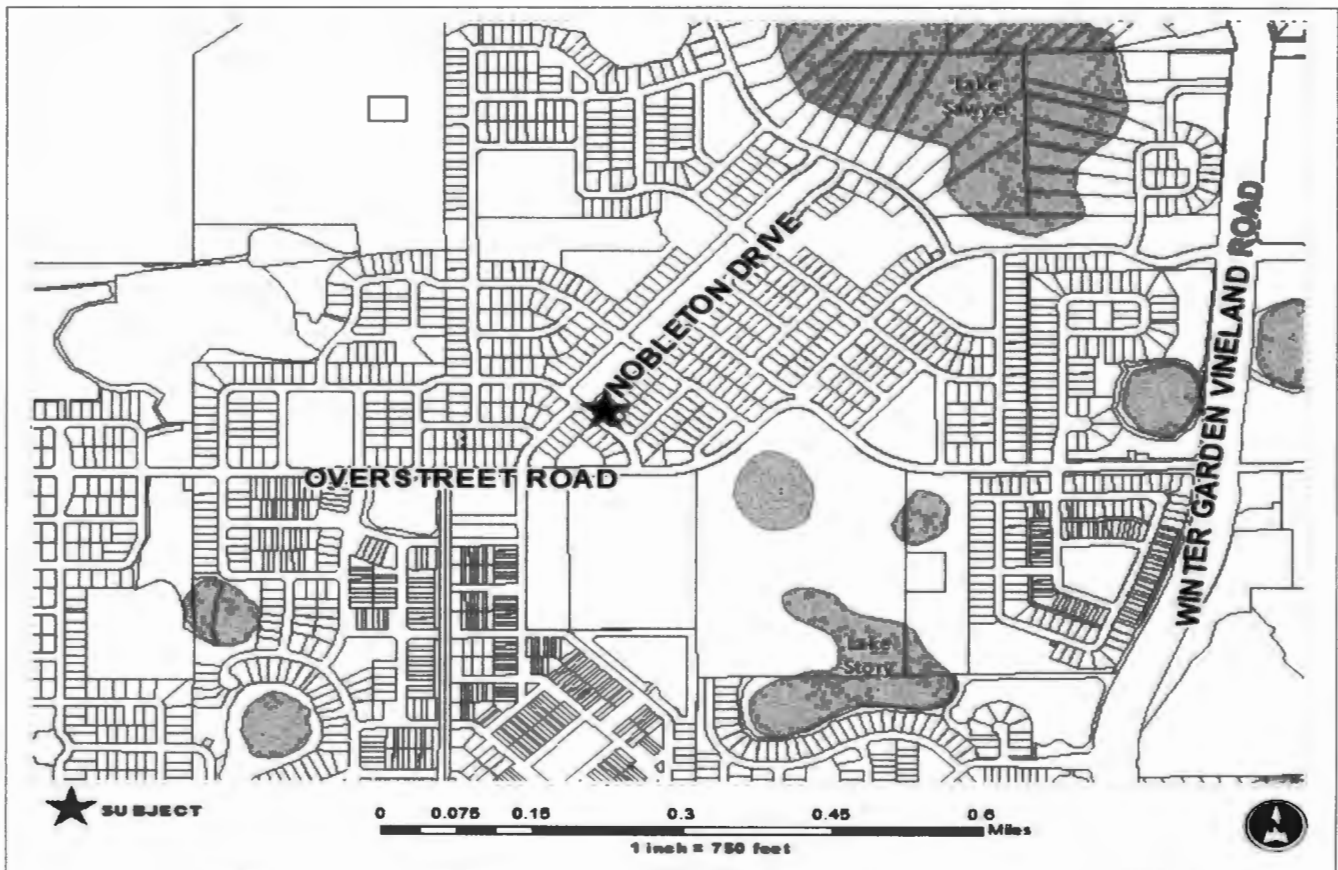 Lake
Sawyer
WINTER GARDEN VINELAND ROAD
NOBLETON DRIVE
OVERSTREET ROAD
Lake
Story
SUBJECT
0 0.075 0.15 0.3 0.45 0.6
Miles
1 inch = 750 feet